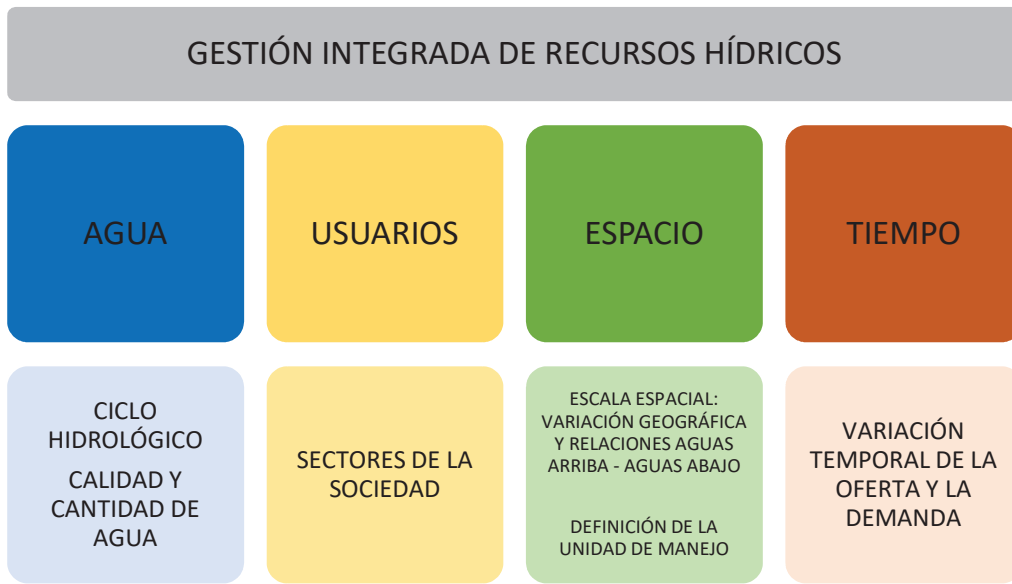 GESTIÓN INTEGRADA DE RECURSOS HÍDRICOS
AGUA
USUARIOS
ESPACIO
TIEMPO
CICLO
HIDROLÓGICO
CALIDAD Y
CANTIDAD DE
AGUA
SECTORES DE LA
SOCIEDAD
ESCALA ESPACIAL:
VARIACIÓN GEOGRÁFICA
Y RELACIONES AGUAS
ARRIBA - AGUAS ABAJO
DEFINICIÓN DE LA
UNIDAD DE MANEJO
VARIACIÓN
TEMPORAL DE LA
OFERTA Y LA
DEMANDA